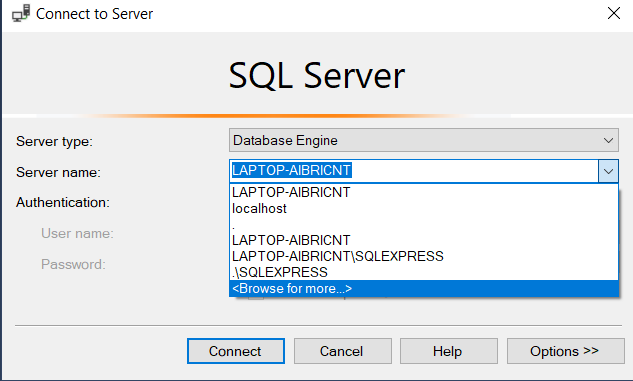 Connect to Server
SQL Server
Server type:
Database Engine
Server name:
LAPTOP-AIBRICNT
LAPTOP-AIBRICNT
localhost
.
LAPTOP-AIBRICNT
LAPTOP-AIBRICNT\SQLEXPRESS
.\SQLEXPRESS
<Browse for more...>
Authentication:
User name:
Password:
Connect
Cancel
Help
Options >>